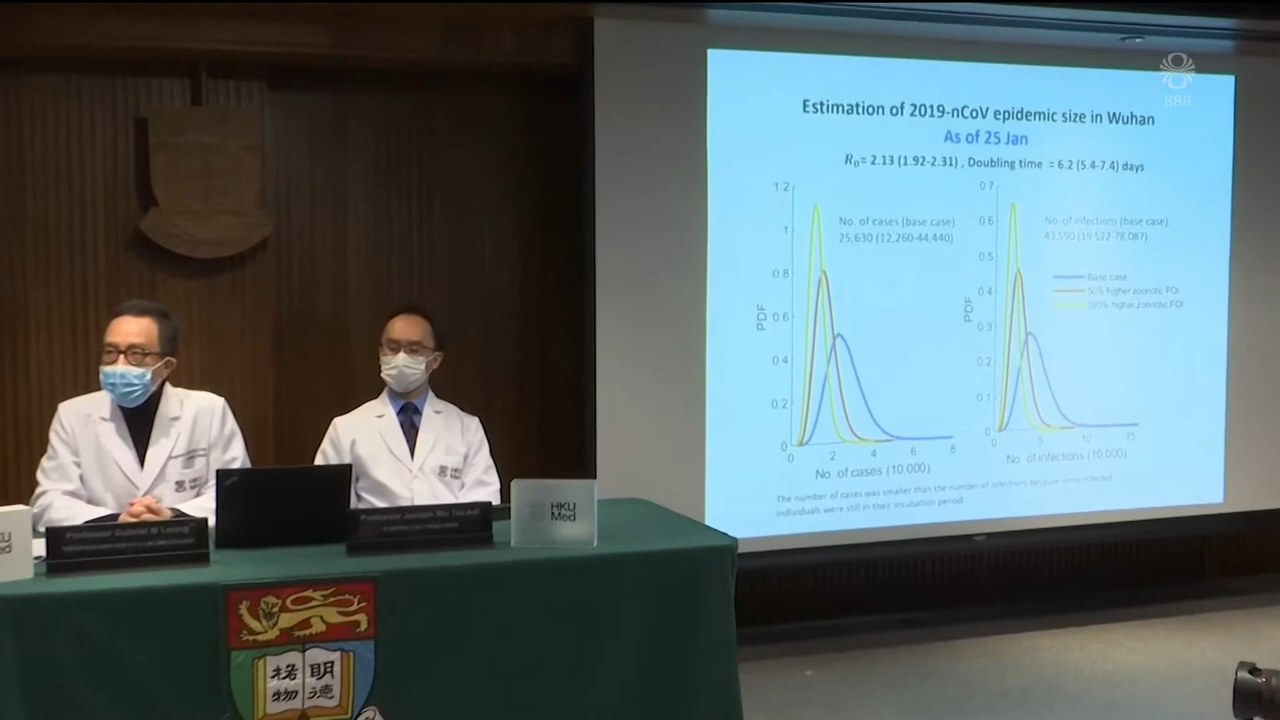 888
Estimation of 2019-nCoV epidemic size in Wuhan
As of 25 Jan
R₀= 2.13 (1.92-2.31) , Doubling time = 6.2 (5.4-7.4) days
1.2
1
0.8
0.6
0.4
0.2
0
PDF
No. of cases (base case):
25,630 (12,260-44,440)
0
2
4
6
8
No. of cases (10,000)
0.7
0.6
0.5
0.4
0.3
0.2
0.1
0
PDF
No. of infections (base case):
43,590 (19,522-78,087)
Base case
50% higher zoonotic FOI
100% higher zoonotic FOI
0
5
10
15
No. of infections (10,000)
The number of cases was smaller than the number of infections because some infected
individuals were still in their incubation period
HKU
Med
Professor Gabriel M Leung
Professor Joseph Wu Tsz-kei
HKU
Med
格物
明德